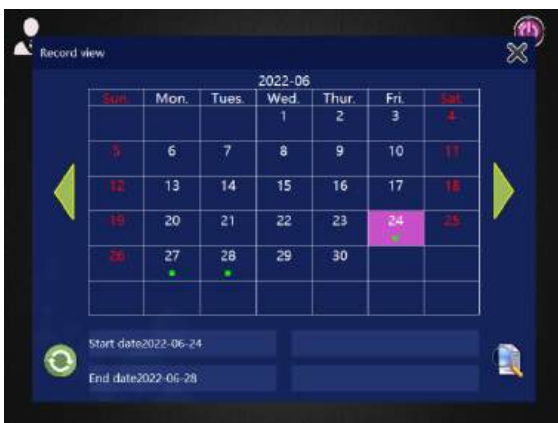 Record view
2022-06
Sun. Mon. Tues. Wed. Thur. Fri. Sat.
1 2 3 4
5 6 7 8 9 10 11
12 13 14 15 16 17 18
19 20 21 22 23 24 25
26 27 28 29 30
Start date2022-06-24
End date2022-06-28